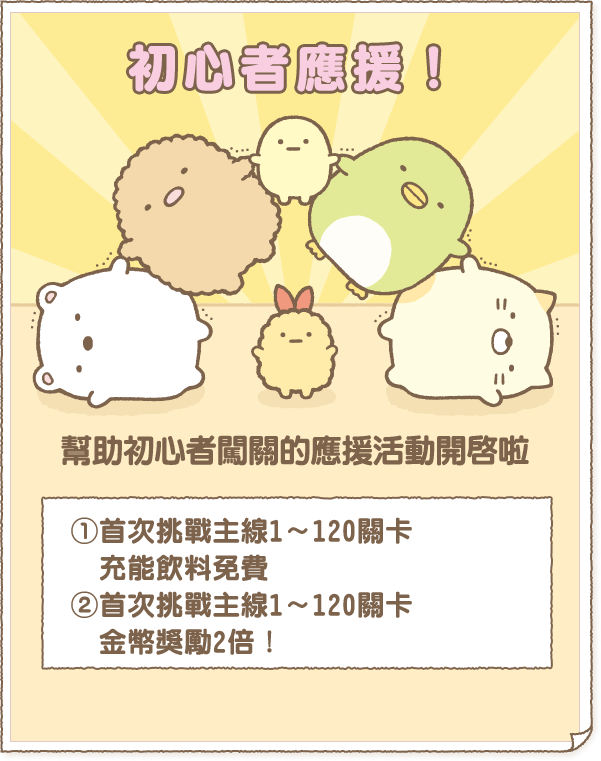 初心者應援！
幫助初心者闖關的應援活動開啓啦
①首次挑戰主線1～120關卡
充能飲料免費
②首次挑戰主線1～120關卡
金幣獎勵2倍！